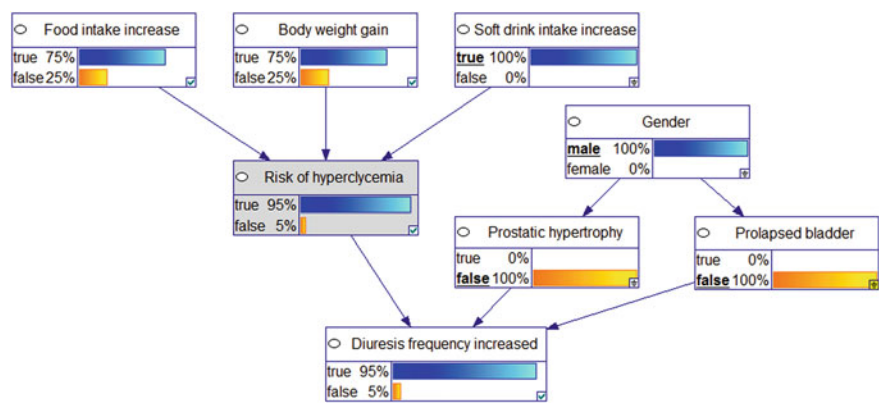 Food intake increase
true 75%
false 25%
Body weight gain
true 75%
false 25%
Soft drink intake increase
true 100%
false 0%
Gender
male 100%
female 0%
Risk of hyperclycemia
true 95%
false 5%
Prostatic hypertrophy
true 0%
false 100%
Prolapsed bladder
true 0%
false 100%
Diuresis frequency increased
true 95%
false 5%